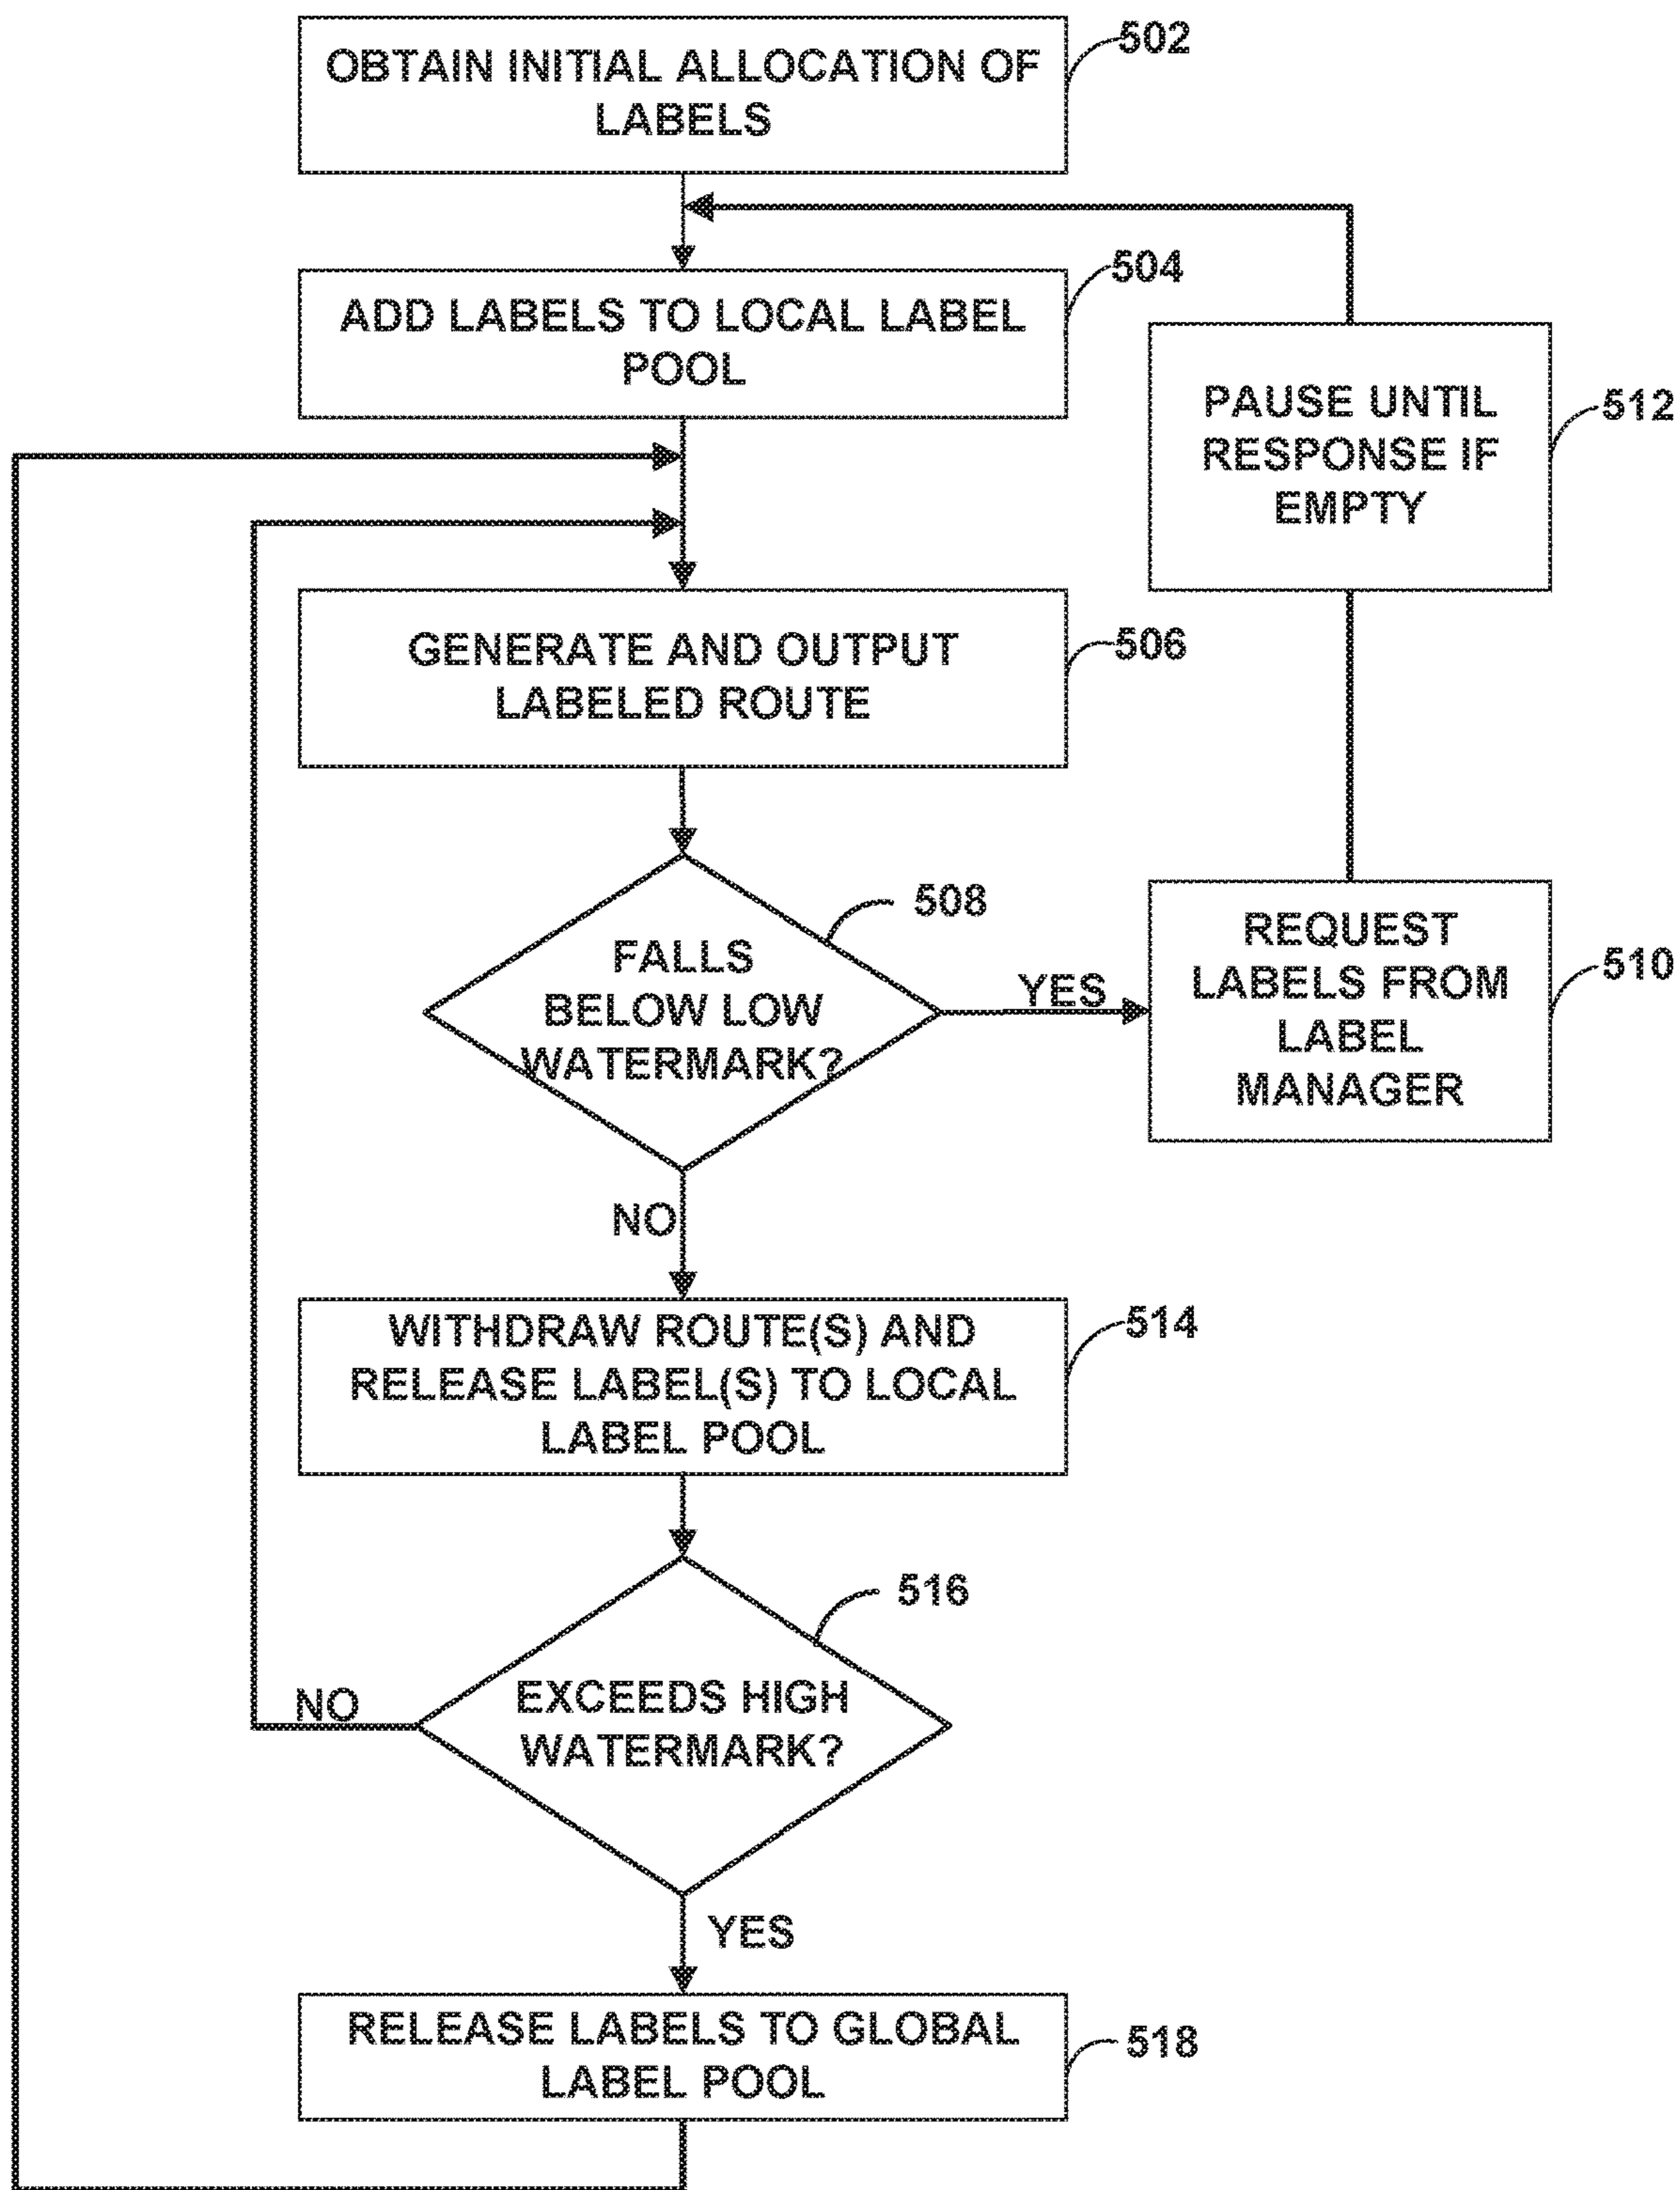 OBTAIN INITIAL ALLOCATION OF
LABELS
502
ADD LABELS TO LOCAL LABEL
POOL
504
PAUSE UNTIL
RESPONSE IF
EMPTY
512
GENERATE AND OUTPUT
LABELED ROUTE
506
FALLS
BELOW LOW
WATERMARK?
508
YES
REQUEST
LABELS FROM
LABEL
MANAGER
510
NO
WITHDRAW ROUTE(S) AND
RELEASE LABEL(S) TO LOCAL
LABEL POOL
514
EXCEEDS HIGH
WATERMARK?
516
NO
YES
RELEASE LABELS TO GLOBAL
LABEL POOL
518